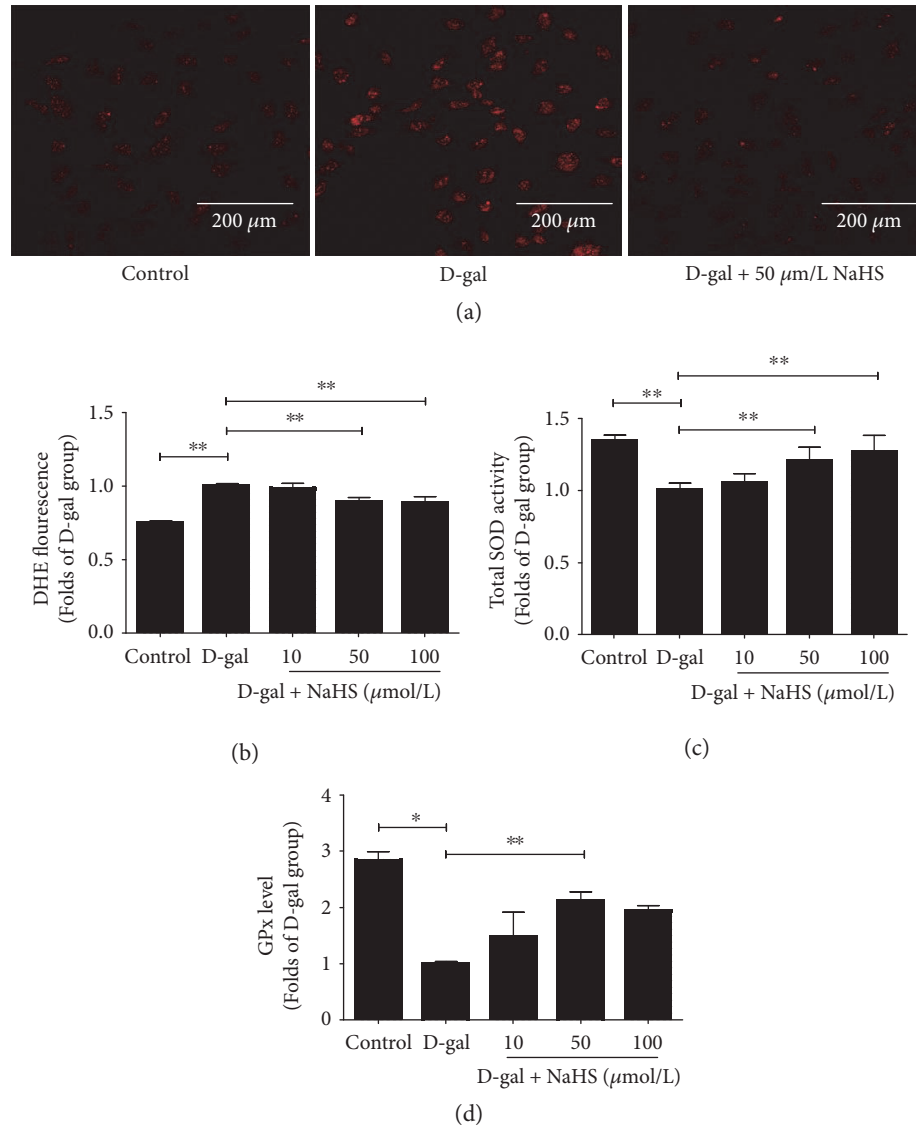 200 μm
200 μm
200 μm
Control
D-gal
D-gal + 50 μm/L NaHS
(a)
**
**
**
1.5
1.0
0.5
0.0
DHE flourescence
(Folds of D-gal group)
Control
D-gal
10
50
100
D-gal + NaHS (μmol/L)
(b)
**
**
**
1.5
1.0
0.5
0.0
Total SOD activity
(Folds of D-gal group)
Control
D-gal
10
50
100
D-gal + NaHS (μmol/L)
(c)
*
**
4
3
2
1
0
GPx level
(Folds of D-gal group)
Control
D-gal
10
50
100
D-gal + NaHS (μmol/L)
(d)